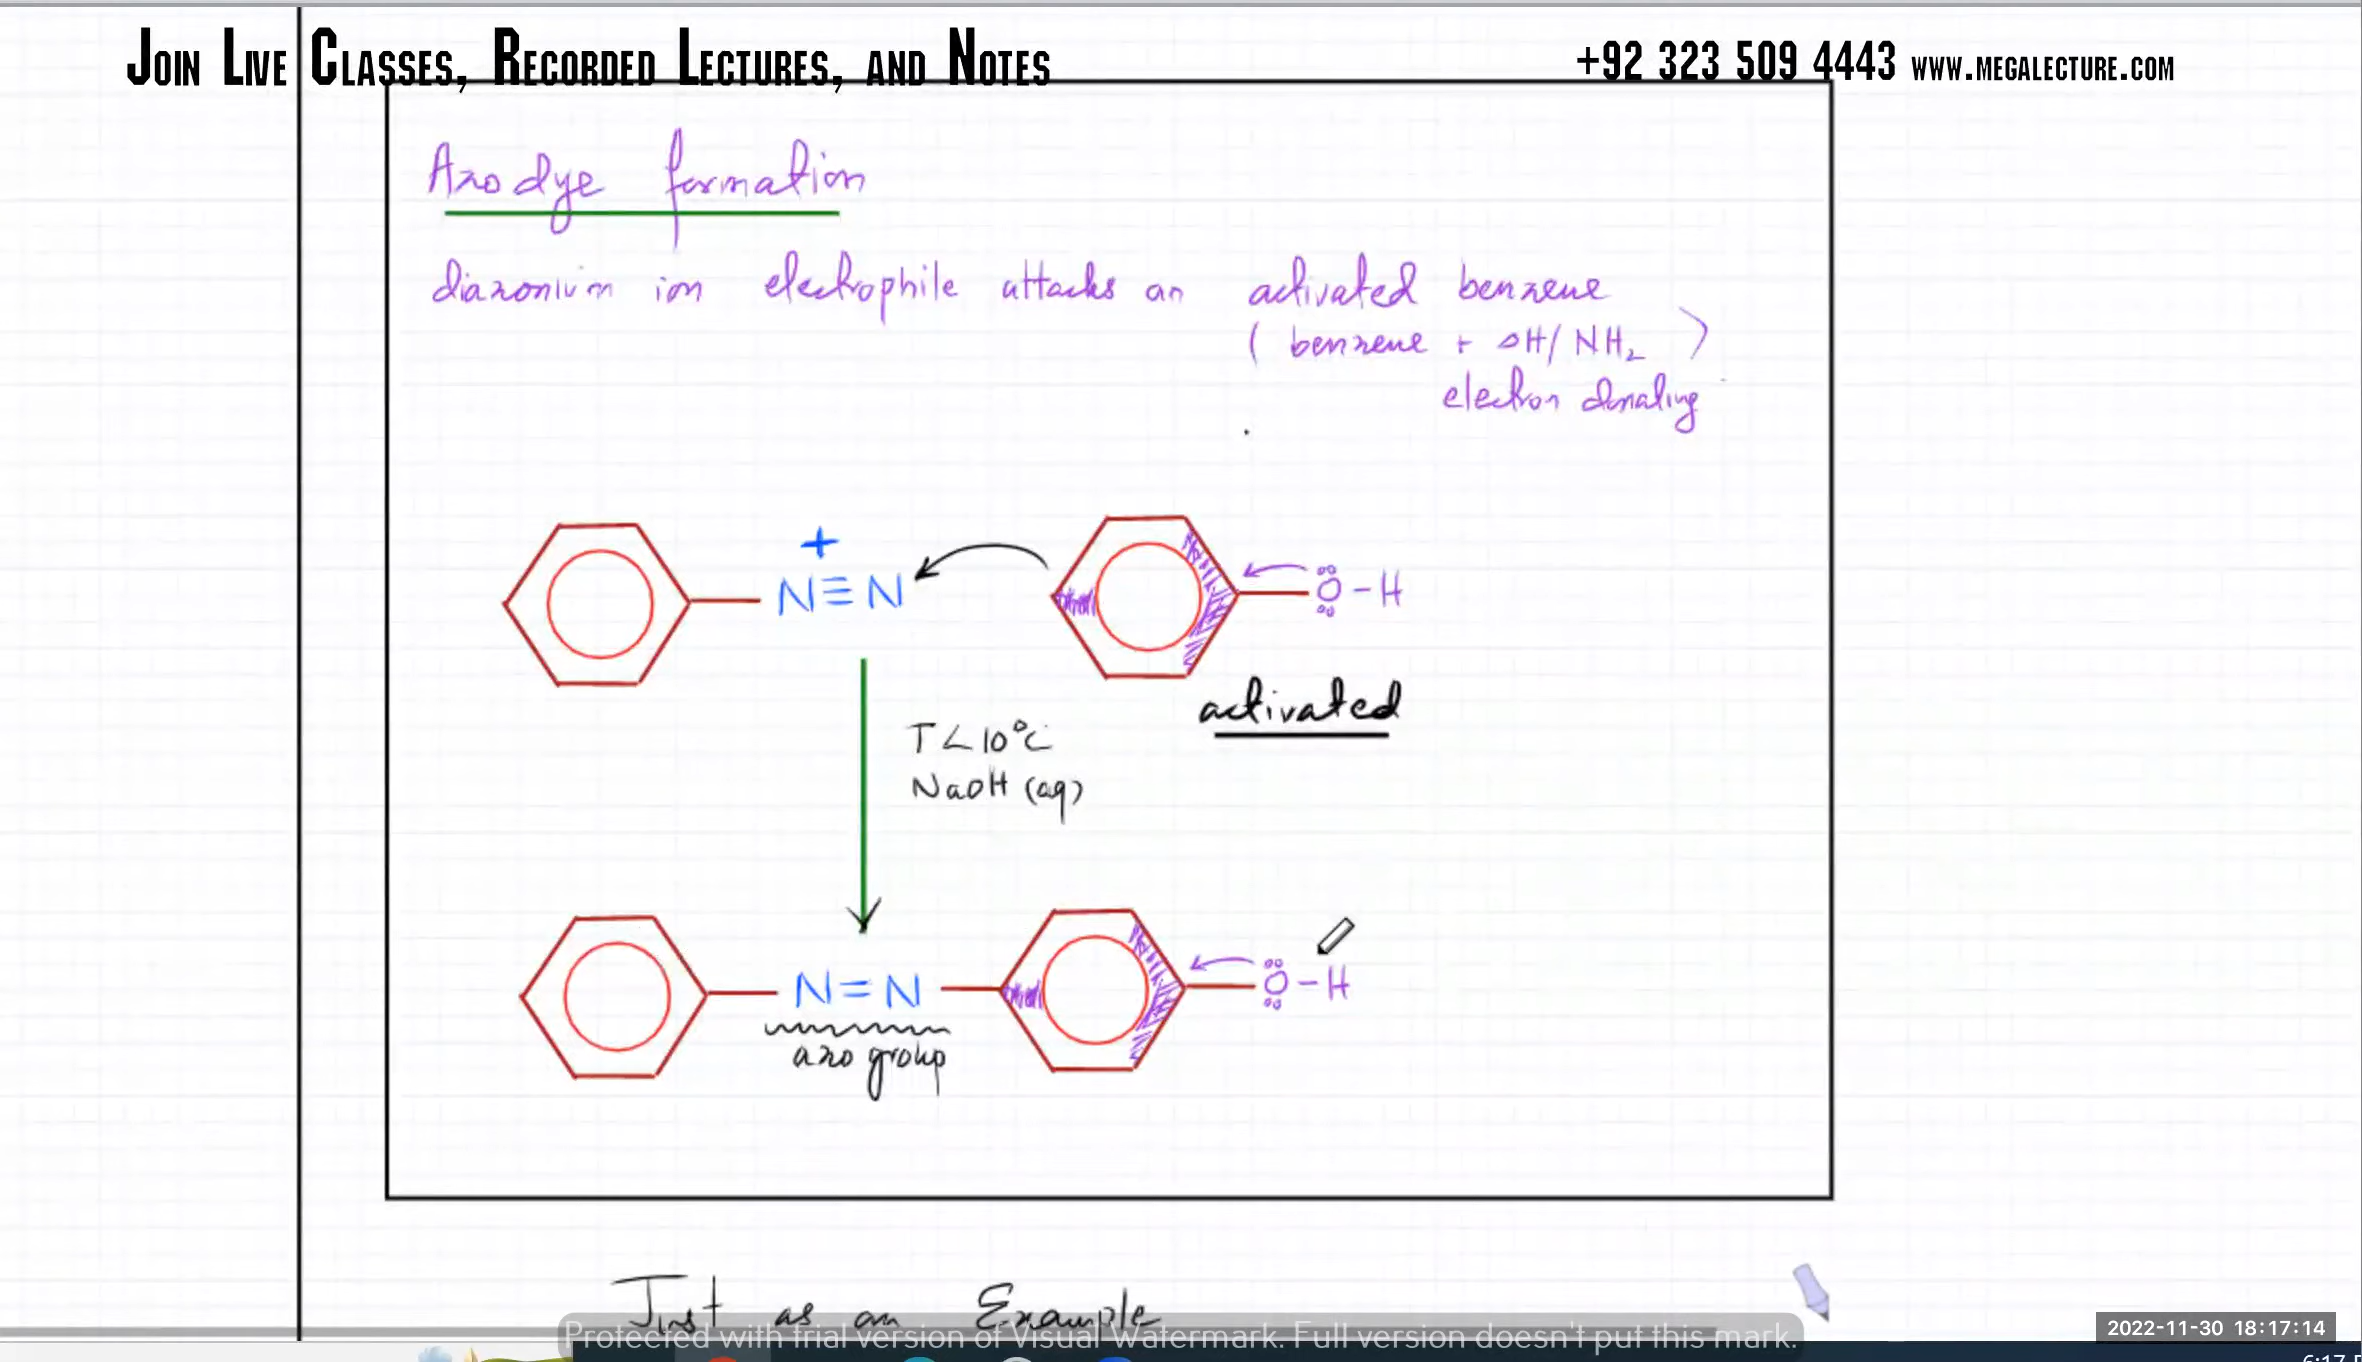 Join Live Classes, Recorded Lectures, and Notes
+92 323 509 4443 www.megalecture.com
Azodye formation
diazonium ion electrophile attacks an activated benzene
( benzene + OH/ NH₂ )
electron donating
+
N≡N
O-H
activated
T<10°C
NaOH (aq)
N=N
O-H
azo group
Just as an Example
Protected with trial version of Visual Watermark. Full version doesn't put this mark.
2022-11-30 18:17:14